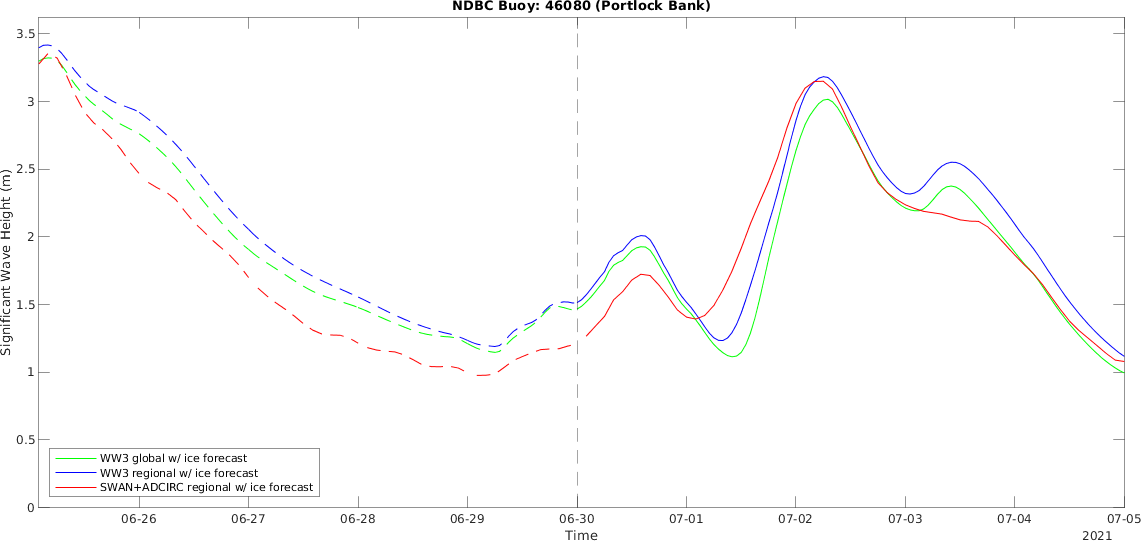 NDBC Buoy: 46080 (Portlock Bank)
3.5
3
2.5
2
1.5
1
0.5
0
Significant Wave Height (m)
WW3 global w/ ice forecast
WW3 regional w/ ice forecast
SWAN+ADCIRC regional w/ ice forecast
06-26 06-27 06-28 06-29 06-30 07-01 07-02 07-03 07-04 07-05
Time
2021